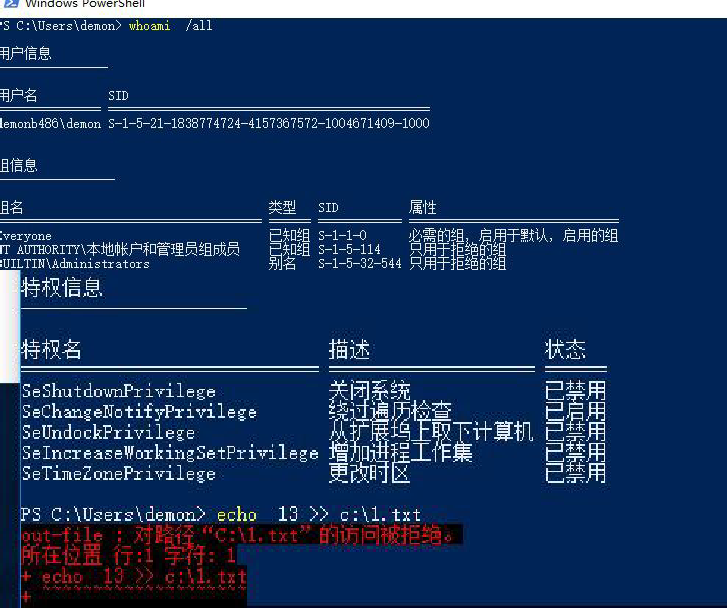 Windows PowerShell
PS C:\Users\demon> whoami /all
用户信息
用户名 SID
demonb486\demon S-1-5-21-1838774724-4157367572-1004671409-1000
组信息
组名 类型 SID 属性
Everyone 已知组 S-1-1-0 必需的组, 启用于默认, 启用的组
NT AUTHORITY\本地帐户和管理员组成员 已知组 S-1-5-114 只用于拒绝的组
BUILTIN\Administrators 别名 S-1-5-32-544 只用于拒绝的组
特权信息
特权名 描述 状态
SeShutdownPrivilege 关闭系统 已禁用
SeChangeNotifyPrivilege 绕过遍历检查 已启用
SeUndockPrivilege 从扩展坞上取下计算机 已禁用
SeIncreaseWorkingSetPrivilege 增加进程工作集 已禁用
SeTimeZonePrivilege 更改时区 已禁用
PS C:\Users\demon> echo 13 >> c:\1.txt
out-file : 对路径“C:\1.txt”的访问被拒绝。
所在位置 行:1 字符: 1
+ echo 13 >> c:\1.txt
+